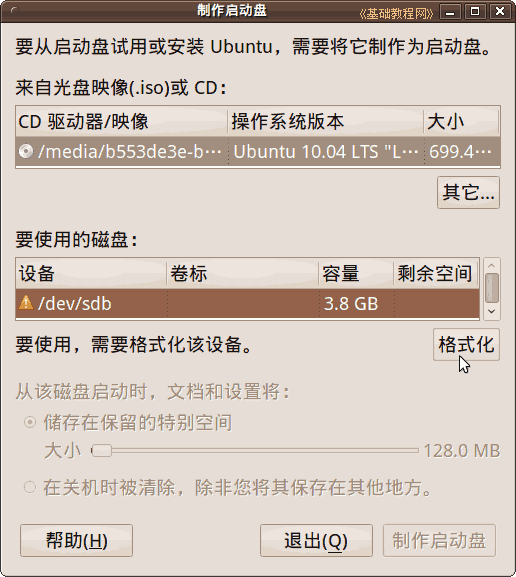 制作启动盘
《基础教程网》
要从启动盘试用或安装 Ubuntu，需要将它制作为启动盘。
来自光盘映像(.iso)或 CD：
CD 驱动器/映像 操作系统版本 大小
/media/b553de3e-b… Ubuntu 10.04 LTS "L… 699.4…
其它...
要使用的磁盘：
设备 卷标 容量 剩余空间
/dev/sdb 3.8 GB
要使用，需要格式化该设备。 格式化
从该磁盘启动时，文档和设置将：
储存在保留的特别空间
大小 128.0 MB
在关机时被清除，除非您将其保存在其他地方。
帮助(H) 退出(Q) 制作启动盘